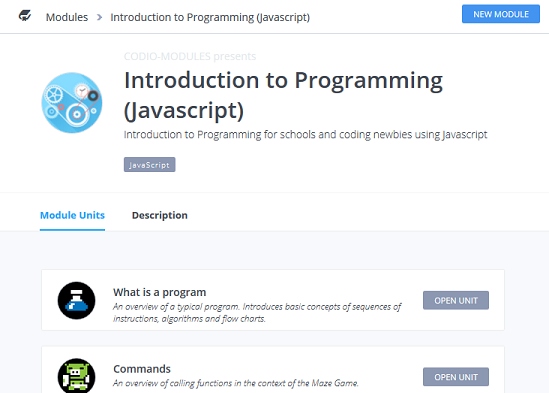 Modules > Introduction to Programming (Javascript)
NEW MODULE
CODIO-MODULES presents
Introduction to Programming
(Javascript)
Introduction to Programming for schools and coding newbies using Javascript
JavaScript
Module Units
Description
What is a program
An overview of a typical program. Introduces basic concepts of sequences of
instructions, algorithms and flow charts.
OPEN UNIT
Commands
An overview of calling functions in the context of the Maze Game.
OPEN UNIT